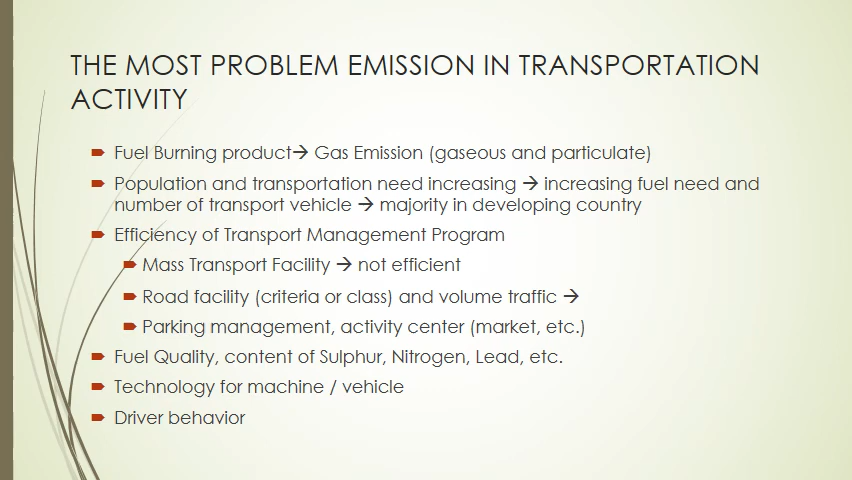 THE MOST PROBLEM EMISSION IN TRANSPORTATION
ACTIVITY
Fuel Burning product→ Gas Emission (gaseous and particulate)
Population and transportation need increasing → increasing fuel need and
number of transport vehicle → majority in developing country
Efficiency of Transport Management Program
Mass Transport Facility → not efficient
Road facility (criteria or class) and volume traffic →
Parking management, activity center (market, etc.)
Fuel Quality, content of Sulphur, Nitrogen, Lead, etc.
Technology for machine / vehicle
Driver behavior